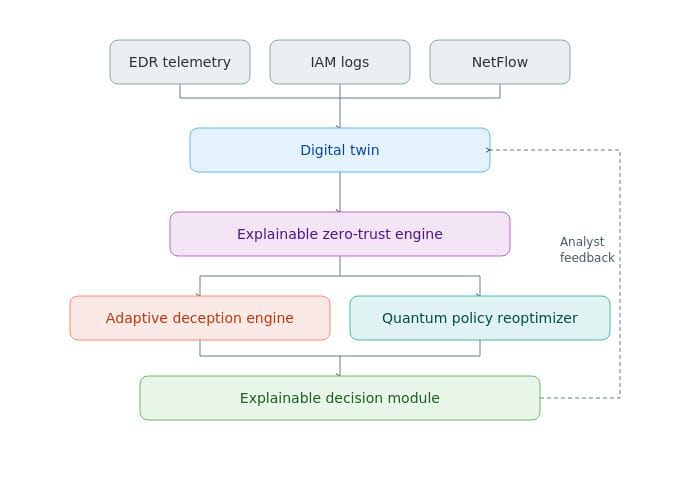 EDR telemetry
IAM logs
NetFlow
Digital twin
Explainable zero-trust engine
Analyst
feedback
Adaptive deception engine
Quantum policy reoptimizer
Explainable decision module